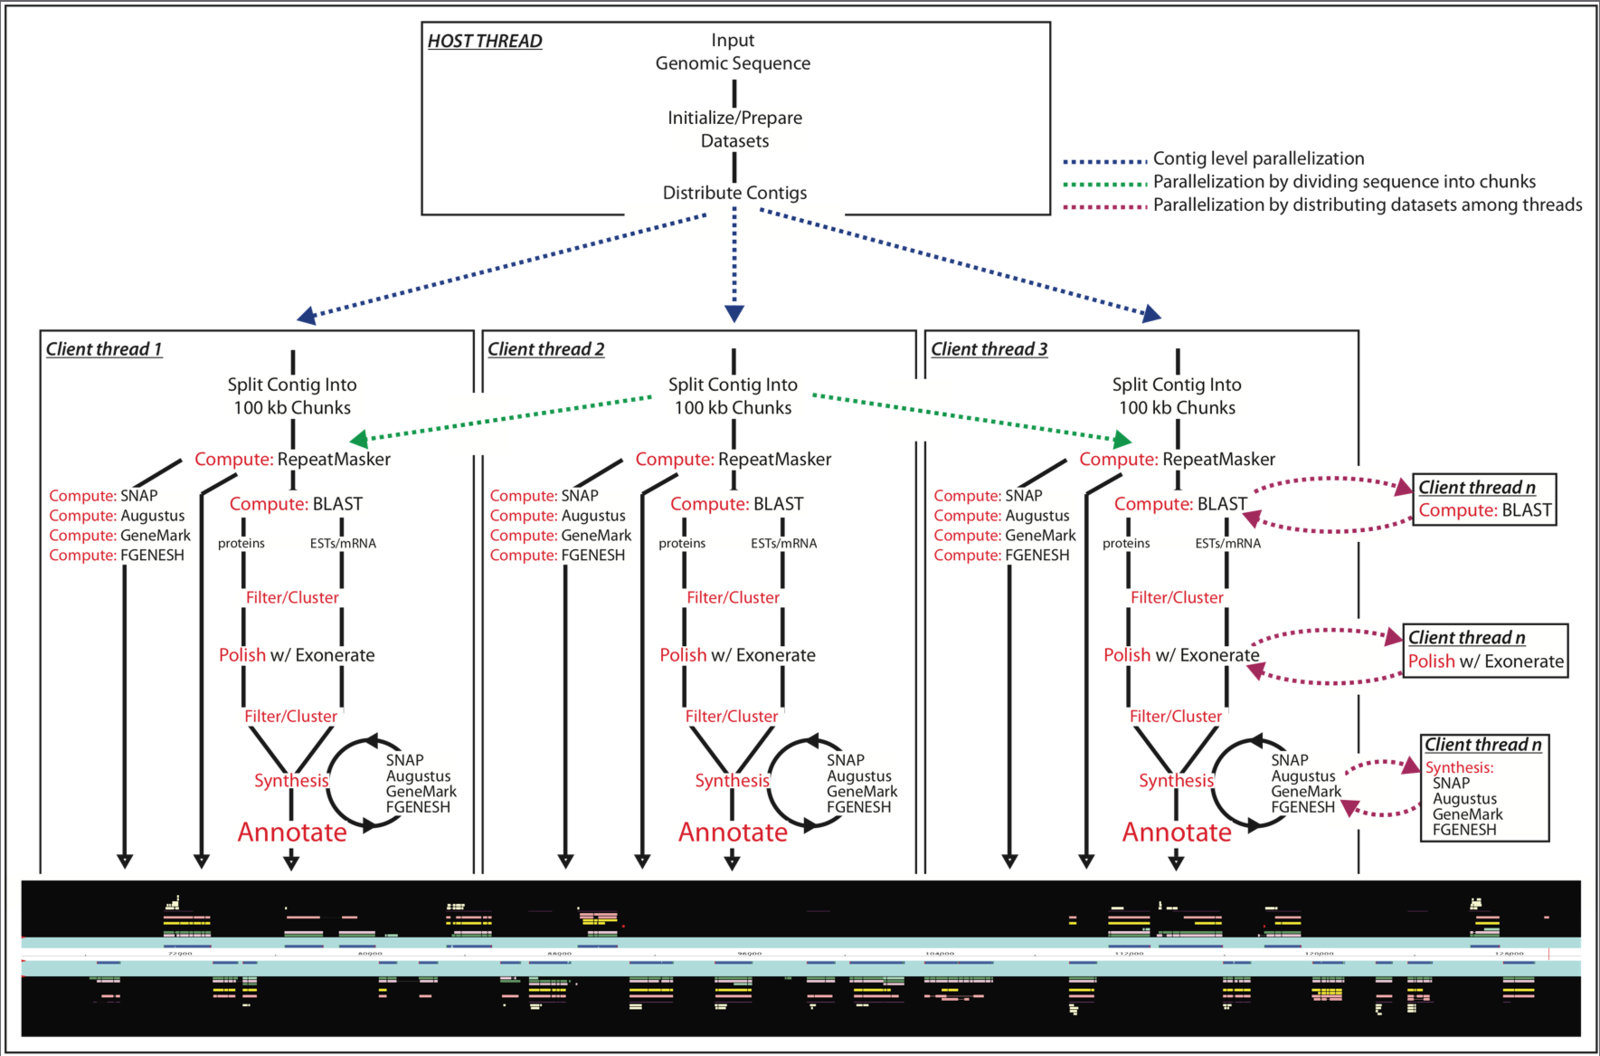 HOST THREAD
Input
Genomic Sequence
Initialize/Prepare
Datasets
Distribute Contigs
Contig level parallelization
Parallelization by dividing sequence into chunks
Parallelization by distributing datasets among threads
Client thread 1
Split Contig Into
100 kb Chunks
Compute: RepeatMasker
Compute: SNAP
Compute: Augustus
Compute: GeneMark
Compute: FGENESH
Compute: BLAST
proteins
ESTs/mRNA
Filter/Cluster
Polish w/ Exonerate
Filter/Cluster
Synthesis
SNAP
Augustus
GeneMark
FGENESH
Annotate
Client thread 2
Split Contig Into
100 kb Chunks
Compute: RepeatMasker
Compute: SNAP
Compute: Augustus
Compute: GeneMark
Compute: FGENESH
Compute: BLAST
proteins
ESTs/mRNA
Filter/Cluster
Polish w/ Exonerate
Filter/Cluster
Synthesis
SNAP
Augustus
GeneMark
FGENESH
Annotate
Client thread 3
Split Contig Into
100 kb Chunks
Compute: RepeatMasker
Compute: SNAP
Compute: Augustus
Compute: GeneMark
Compute: FGENESH
Compute: BLAST
proteins
ESTs/mRNA
Filter/Cluster
Polish w/ Exonerate
Filter/Cluster
Synthesis
SNAP
Augustus
GeneMark
FGENESH
Annotate
Client thread n
Compute: BLAST
Client thread n
Polish w/ Exonerate
Client thread n
Synthesis:
SNAP
Augustus
GeneMark
FGENESH